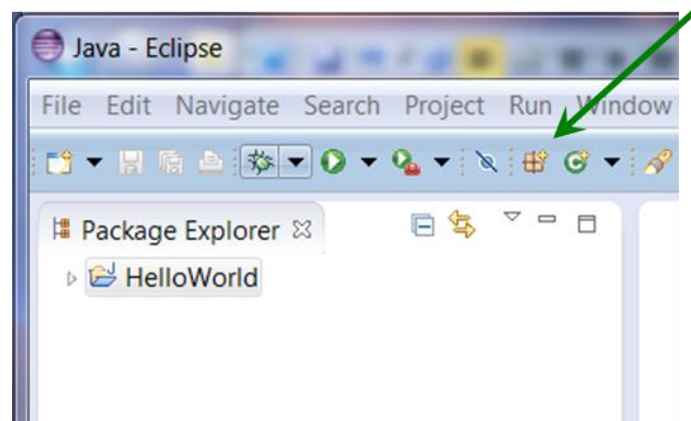 Java - Eclipse
File Edit Navigate Search Project Run Window
Package Explorer
HelloWorld